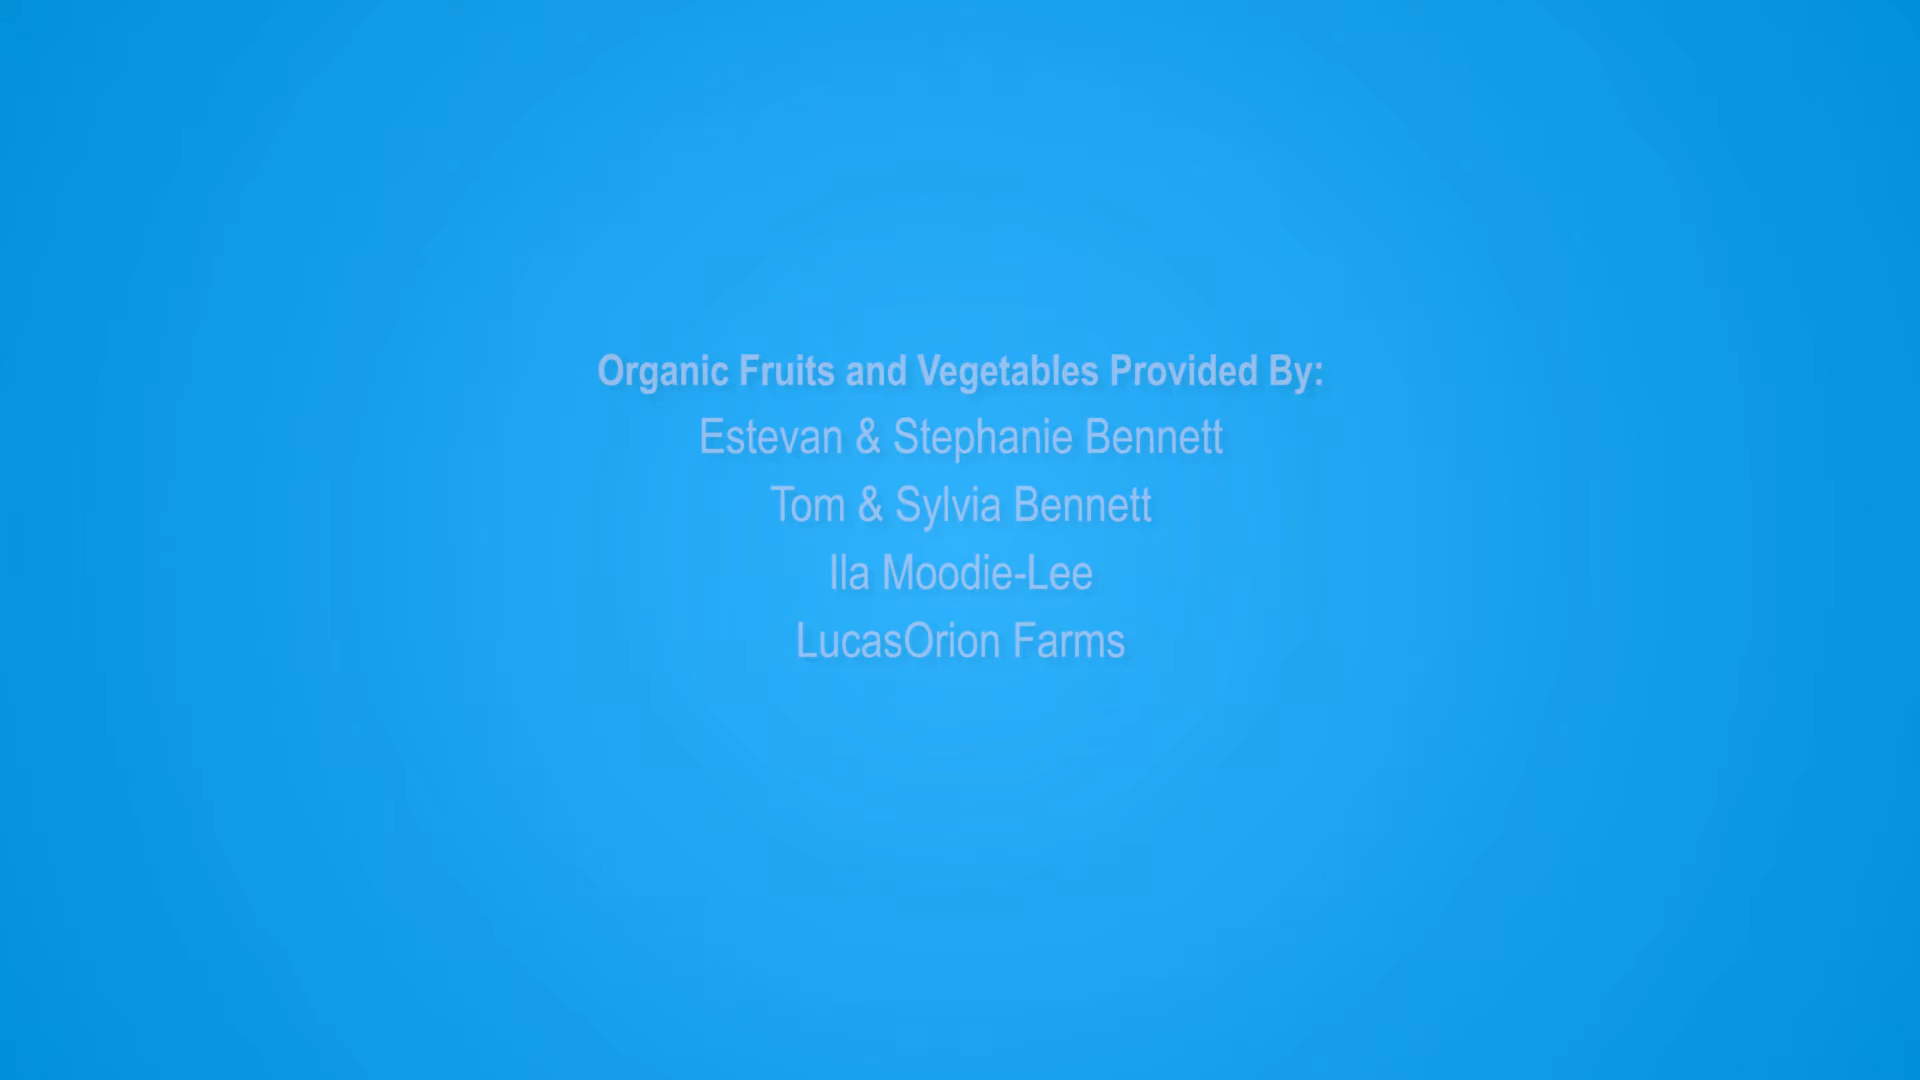 Organic Fruits and Vegetables Provided By:
Estevan & Stephanie Bennett
Tom & Sylvia Bennett
Ila Moodie-Lee
LucasOrion Farms